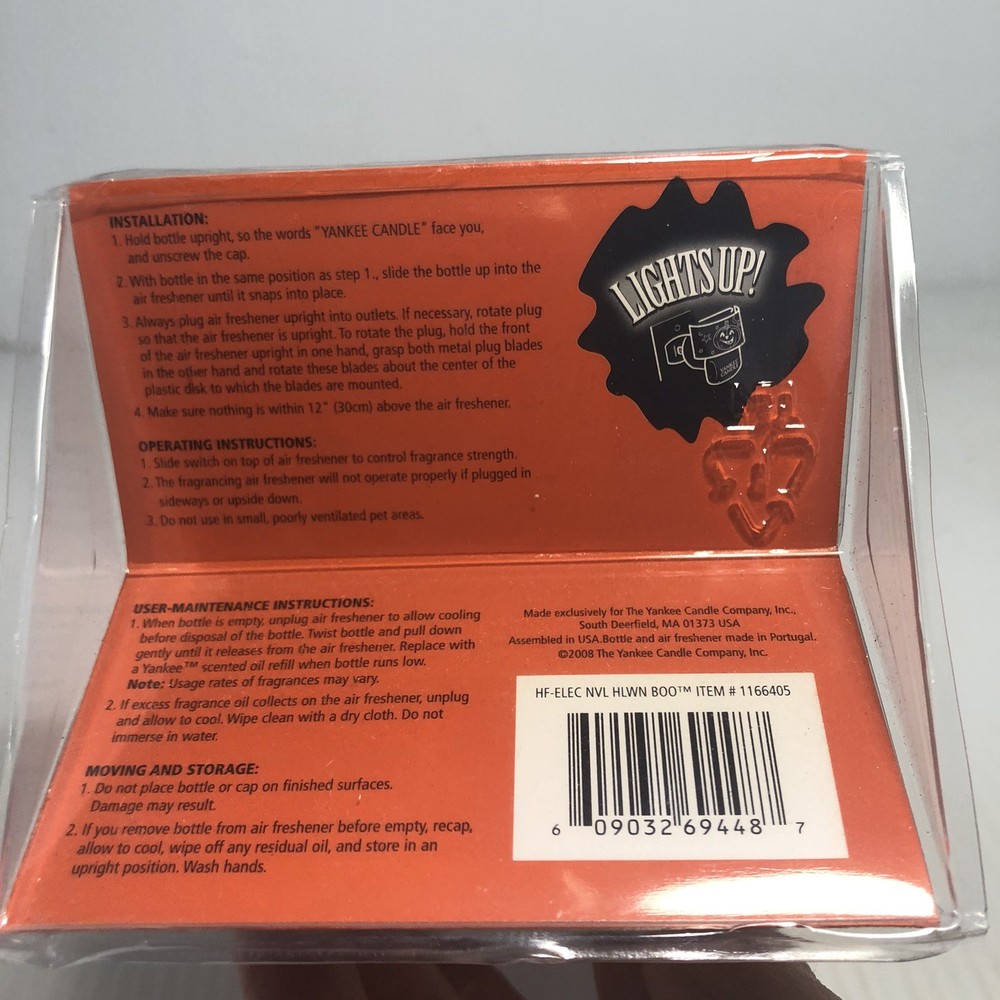 INSTALLATION:
1. Hold bottle upright, so the words "YANKEE CANDLE" face you,
and unscrew the cap.
2. With bottle in the same position as step 1., slide the bottle up into the
air freshener until it snaps into place.
3. Always plug air freshener upright into outlets. If necessary, rotate plug
so that the air freshener is upright. To rotate the plug, hold the front
of the air freshener upright in one hand, grasp both metal plug blades
in the other hand and rotate these blades about the center of the
plastic disk to which the blades are mounted.
4. Make sure nothing is within 12" (30cm) above the air freshener.
OPERATING INSTRUCTIONS:
1. Slide switch on top of air freshener to control fragrance strength.
2. The fragrancing air freshener will not operate properly if plugged in
sideways or upside down.
3. Do not use in small, poorly ventilated pet areas.
LIGHTS UP!
YANKEE
CANDLE
USER-MAINTENANCE INSTRUCTIONS:
1. When bottle is empty, unplug air freshener to allow cooling
before disposal of the bottle. Twist bottle and pull down
gently until it releases from the air freshener. Replace with
a Yankee™ scented oil refill when bottle runs low.
Note: Usage rates of fragrances may vary.
2. If excess fragrance oil collects on the air freshener, unplug
and allow to cool. Wipe clean with a dry cloth. Do not
immerse in water.
MOVING AND STORAGE:
1. Do not place bottle or cap on finished surfaces.
Damage may result.
2. If you remove bottle from air freshener before empty, recap,
allow to cool, wipe off any residual oil, and store in an
upright position. Wash hands.
Made exclusively for The Yankee Candle Company, Inc.,
South Deerfield, MA 01373 USA
Assembled in USA.Bottle and air freshener made in Portugal.
©2008 The Yankee Candle Company, Inc.
HF-ELEC NVL HLWN BOO™ ITEM # 1166405
6 09032 69448 7